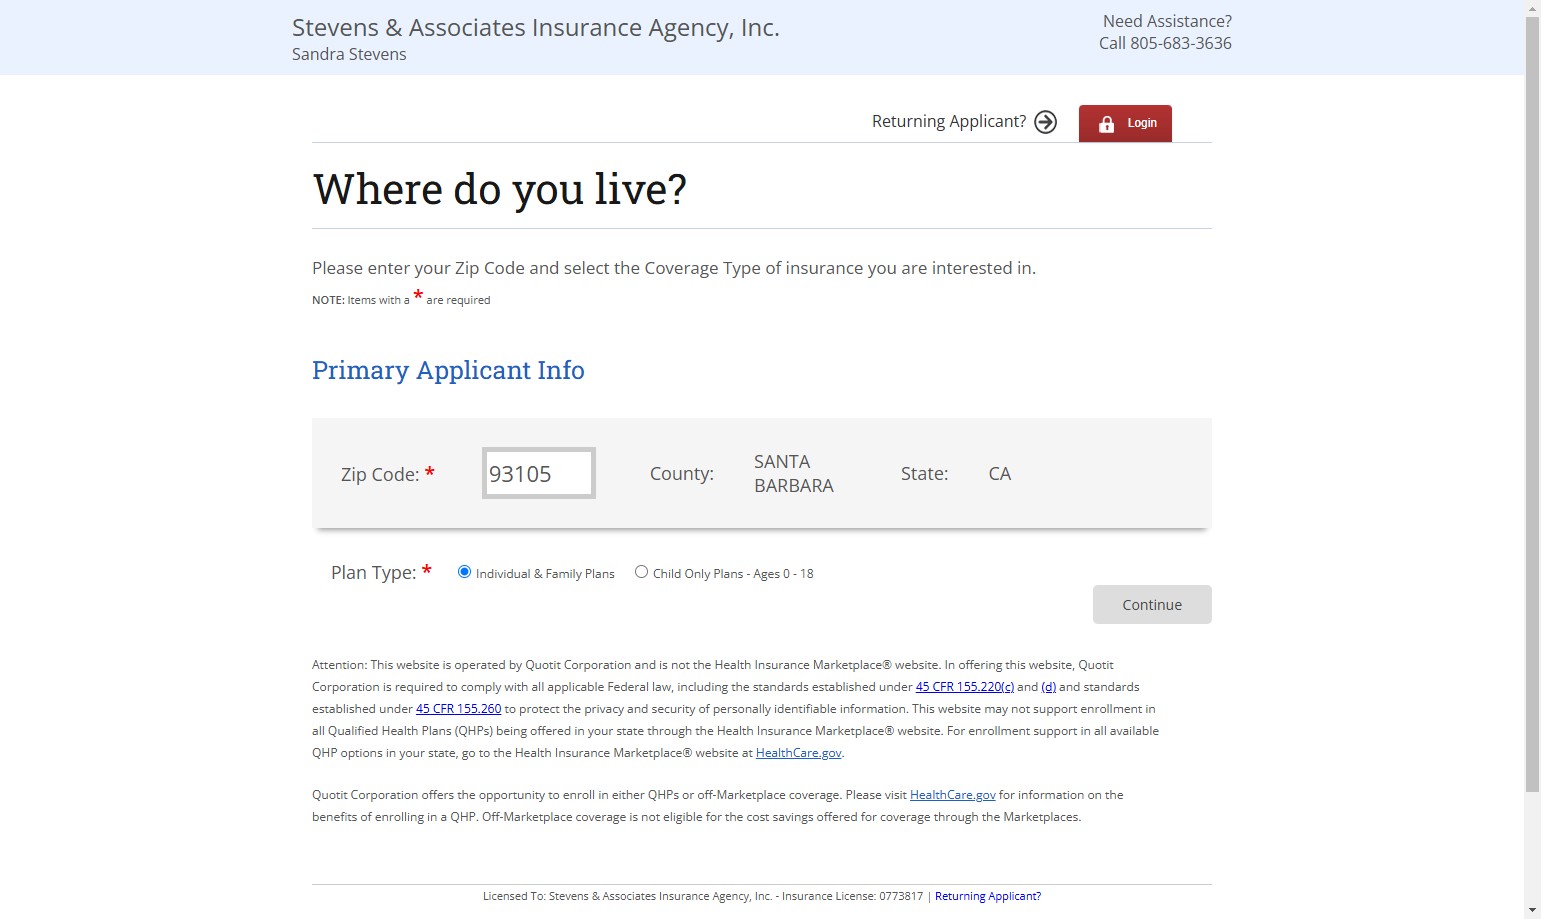 Stevens & Associates Insurance Agency, Inc.
Sandra Stevens
Need Assistance?
Call 805-683-3636
Returning Applicant?
Login
Where do you live?
Please enter your Zip Code and select the Coverage Type of insurance you are interested in.
NOTE: Items with a * are required
Primary Applicant Info
Zip Code: *
93105
County:
SANTA
BARBARA
State:
CA
Plan Type: *
Individual & Family Plans
Child Only Plans - Ages 0 - 18
Continue
Attention: This website is operated by Quotit Corporation and is not the Health Insurance Marketplace® website. In offering this website, Quotit
Corporation is required to comply with all applicable Federal law, including the standards established under 45 CFR 155.220(c) and (d) and standards
established under 45 CFR 155.260 to protect the privacy and security of personally identifiable information. This website may not support enrollment in
all Qualified Health Plans (QHPs) being offered in your state through the Health Insurance Marketplace® website. For enrollment support in all available
QHP options in your state, go to the Health Insurance Marketplace® website at HealthCare.gov.
Quotit Corporation offers the opportunity to enroll in either QHPs or off-Marketplace coverage. Please visit HealthCare.gov for information on the
benefits of enrolling in a QHP. Off-Marketplace coverage is not eligible for the cost savings offered for coverage through the Marketplaces.
Licensed To: Stevens & Associates Insurance Agency, Inc. - Insurance License: 0773817 | Returning Applicant?